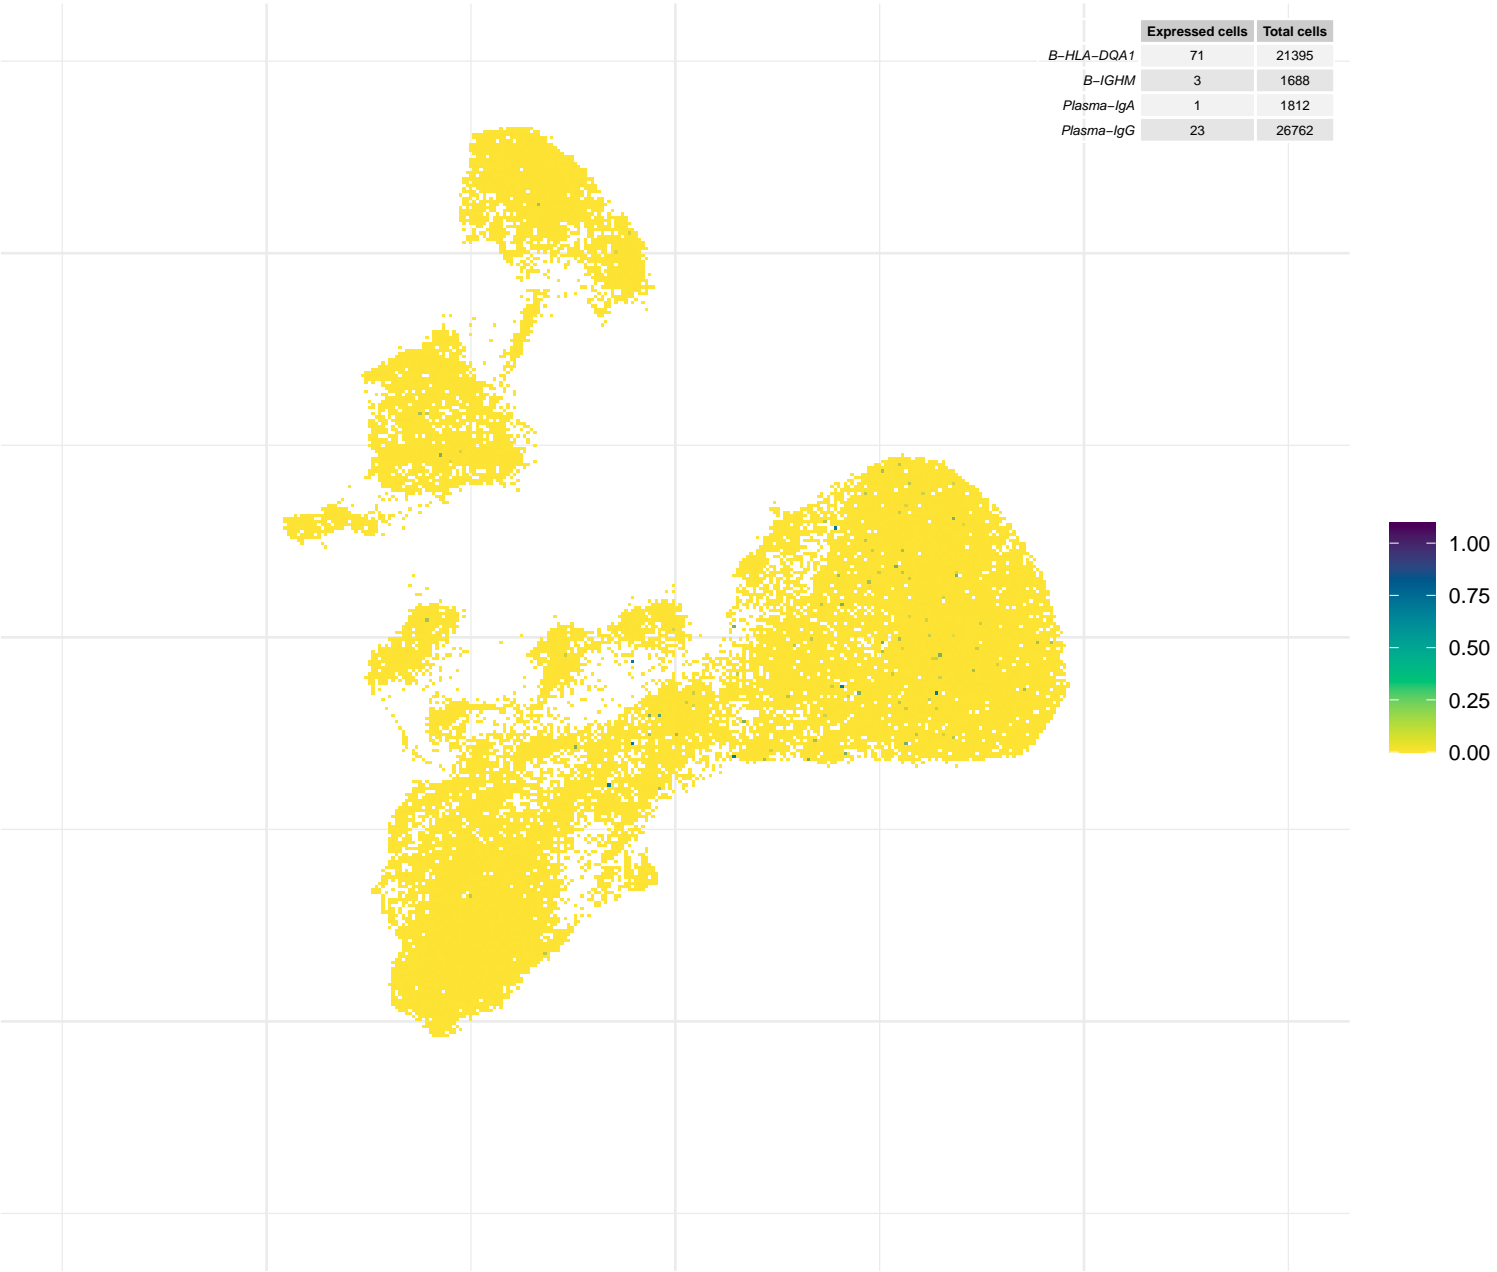 Expressed cells Total cells
B−HLA−DQA1 71 21395
B−IGHM 3 1688
Plasma−IgA 1 1812
Plasma−IgG 23 26762
1.00
0.75
0.50
0.25
0.00